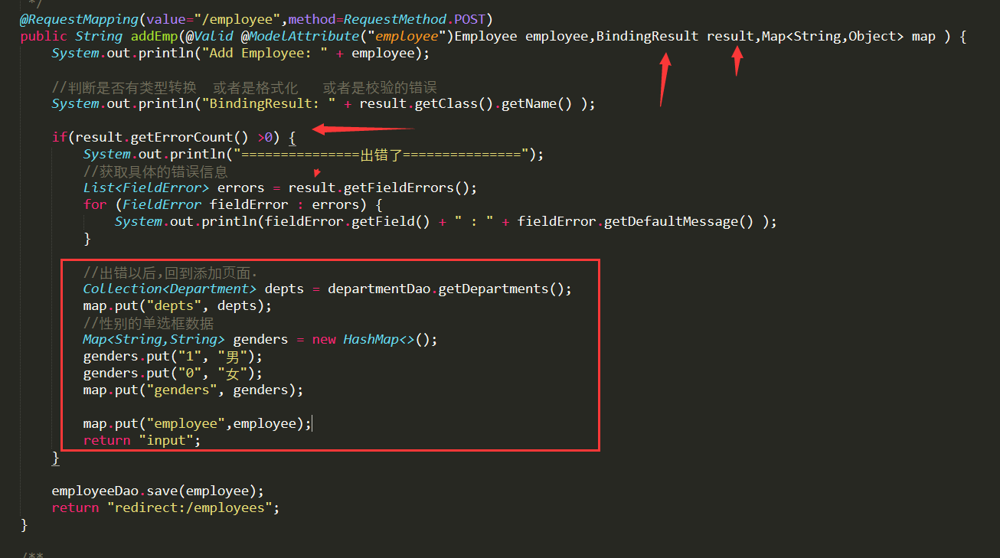 */
@RequestMapping(value="/employee",method=RequestMethod.POST)
public String addEmp(@Valid @ModelAttribute("employee")Employee employee,BindingResult result,Map<String,Object> map ) {
System.out.println("Add Employee: " + employee);
//判断是否有类型转换 或者是格式化 或者是校验的错误
System.out.println("BindingResult: " + result.getClass().getName() );
if(result.getErrorCount() >0) {
System.out.println("===============出错了===============");
//获取具体的错误信息
List<FieldError> errors = result.getFieldErrors();
for (FieldError fieldError : errors) {
System.out.println(fieldError.getField() + " : " + fieldError.getDefaultMessage() );
}
//出错以后,回到添加页面.
Collection<Department> depts = departmentDao.getDepartments();
map.put("depts", depts);
//性别的单选框数据
Map<String,String> genders = new HashMap<>();
genders.put("1", "男");
genders.put("0", "女");
map.put("genders", genders);
map.put("employee",employee);
return "input";
}
employeeDao.save(employee);
return "redirect:/employees";
}
/**